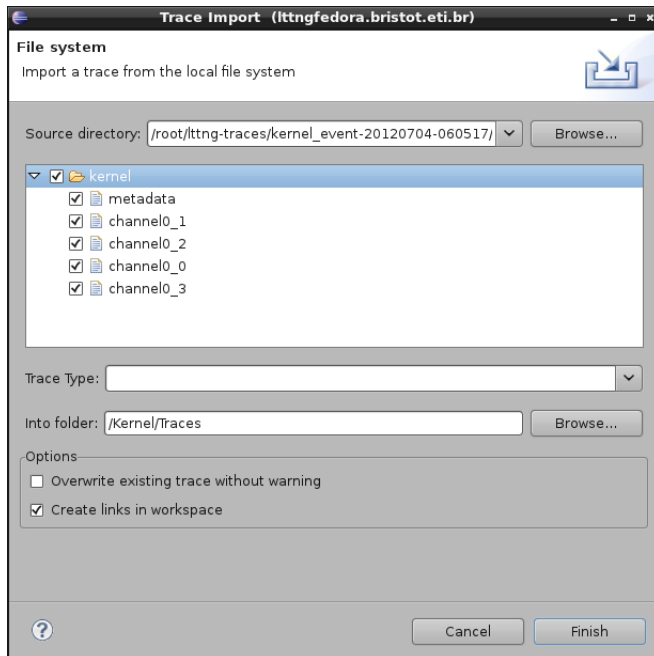 Trace Import (lttngfedora.bristot.eti.br)
File system
Import a trace from the local file system
Source directory: /root/lttng-traces/kernel_event-20120704-060517/ Browse...
kernel
metadata
channel0_1
channel0_2
channel0_0
channel0_3
Trace Type:
Into folder: /Kernel/Traces Browse...
Options
Overwrite existing trace without warning
Create links in workspace
? Cancel Finish